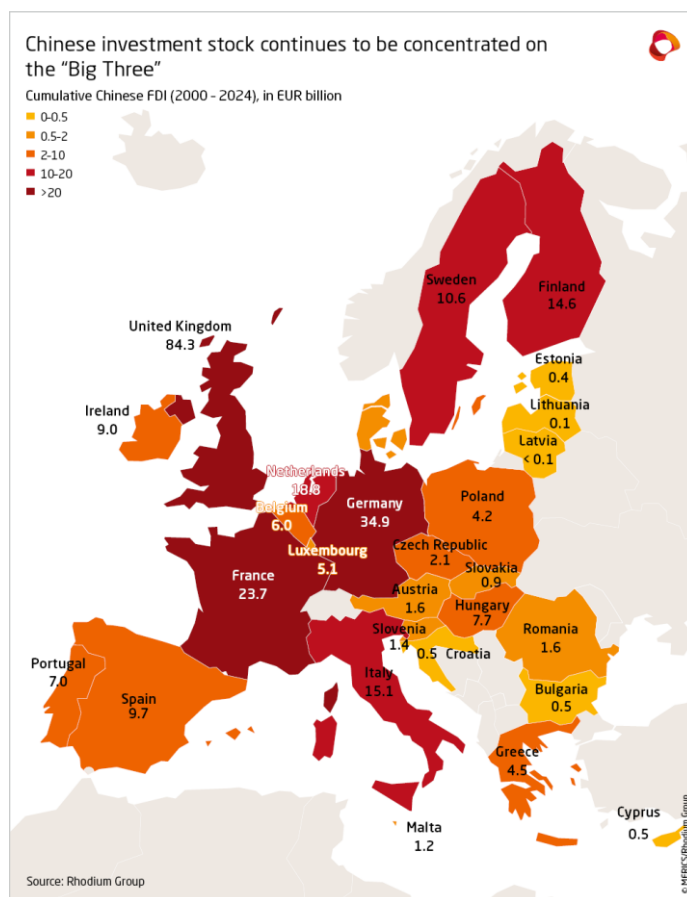 Chinese investment stock continues to be concentrated on
the “Big Three”
Cumulative Chinese FDI (2000 – 2024), in EUR billion
0-0.5
0.5-2
2-10
10-20
>20
Sweden
10.6
Finland
14.6
United Kingdom
84.3
Estonia
0.4
Ireland
9.0
Lithuania
0.1
Latvia
< 0.1
Netherlands
18.8
Belgium
6.0
Germany
34.9
Poland
4.2
Luxembourg
5.1
Czech Republic
2.1
Slovakia
0.9
France
23.7
Austria
1.6
Hungary
7.7
Slovenia
1.4
0.5 Croatia
Romania
1.6
Portugal
7.0
Spain
9.7
Italy
15.1
Bulgaria
0.5
Greece
4.5
Malta
1.2
Cyprus
0.5
Source: Rhodium Group
© MERICS/Rhodium Group